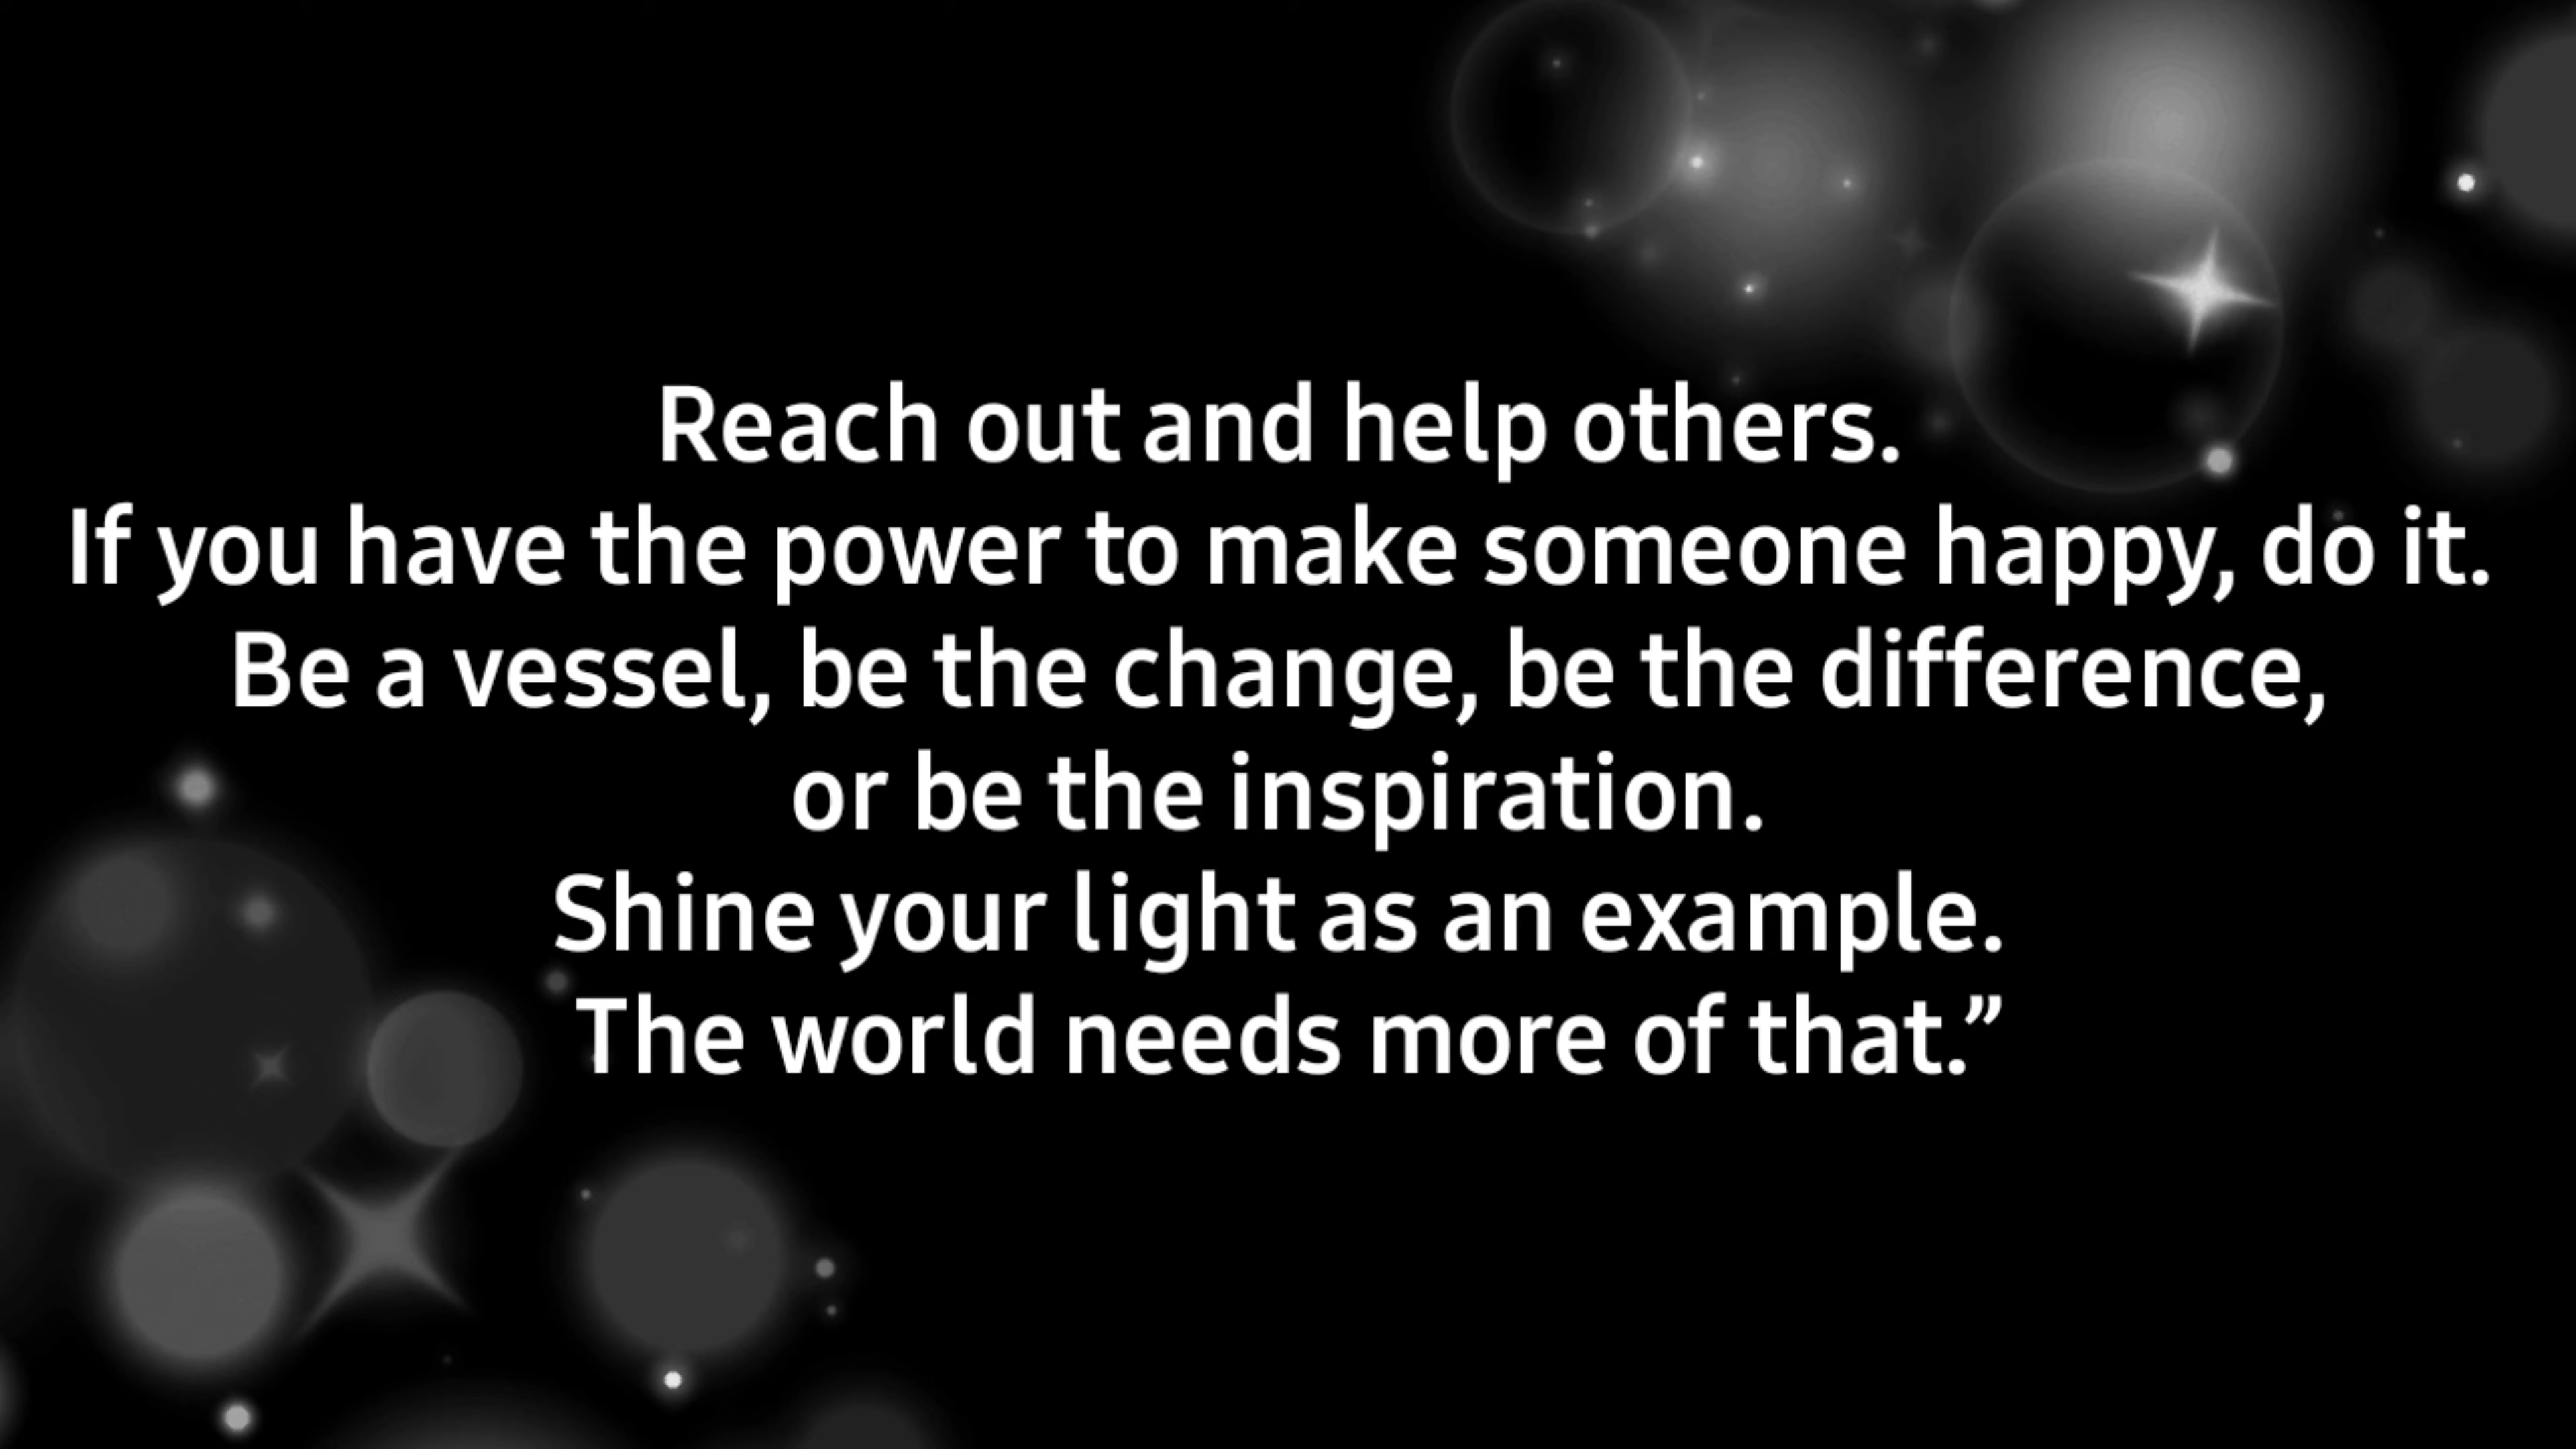 Reach out and help others.
If you have the power to make someone happy, do it.
Be a vessel, be the change, be the difference,
or be the inspiration.
Shine your light as an example.
The world needs more of that.”